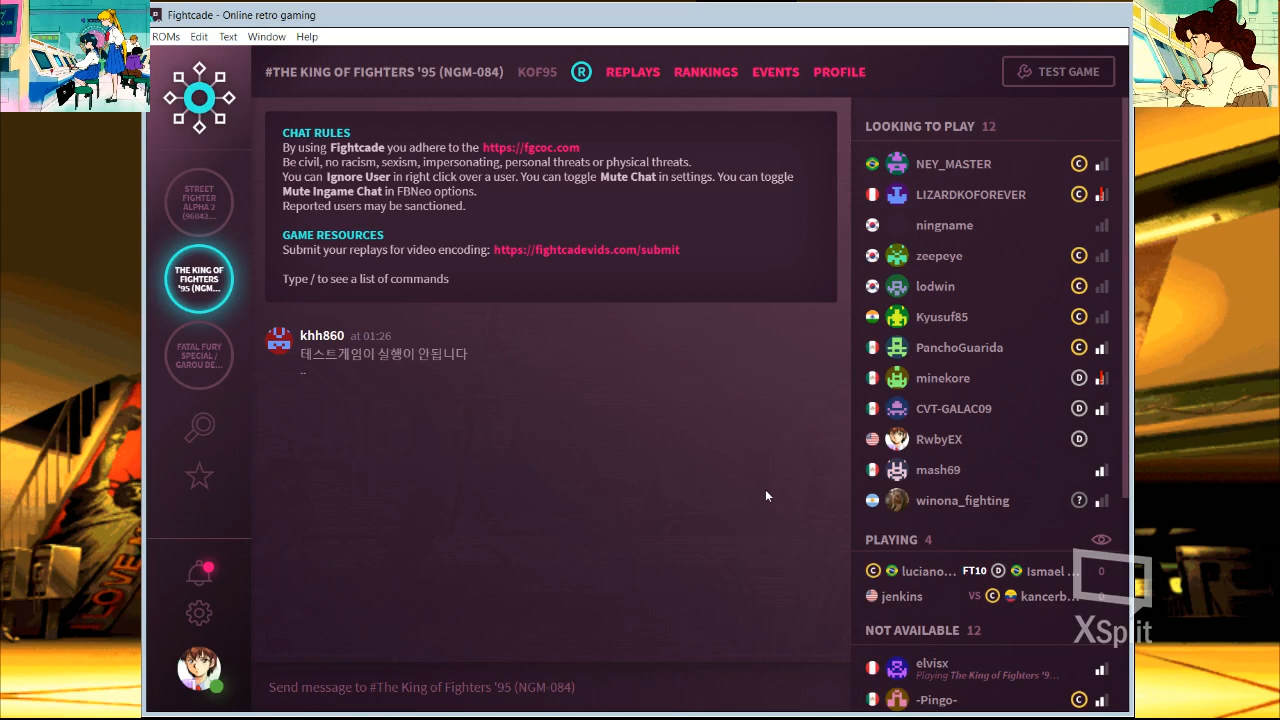 Fightcade - Online retro gaming
ROMs Edit Text Window Help
#THE KING OF FIGHTERS '95 (NGM-084) KOF95 R REPLAYS RANKINGS EVENTS PROFILE TEST GAME
STREET
FIGHTER
ALPHA 2
(96043...
THE KING OF
FIGHTERS
'95 (NGM...
FATAL FURY
SPECIAL /
GAROU DE...
CHAT RULES
By using Fightcade you adhere to the https://fgcoc.com
Be civil, no racism, sexism, impersonating, personal threats or physical threats.
You can Ignore User in right click over a user. You can toggle Mute Chat in settings. You can toggle
Mute Ingame Chat in FBNeo options.
Reported users may be sanctioned.
GAME RESOURCES
Submit your replays for video encoding: https://fightcadevids.com/submit
Type / to see a list of commands
khh860 at 01:26
테스트게임이 실행이 안됩니다
..
Send message to #The King of Fighters '95 (NGM-084)
LOOKING TO PLAY 12
NEY_MASTER C
LIZARDKOFOREVER C
ningname
zeepeye C
lodwin C
Kyusuf85 C
PanchoGuarida C
minekore D
CVT-GALAC09 D
RwbyEX D
mash69
winona_fighting ?
PLAYING 4
C luciano... FT10 D Ismael ... 0
jenkins VS C kancerb...
NOT AVAILABLE 12
elvisx
Playing The King of Fighters '9...
-Pingo- C
XSplit